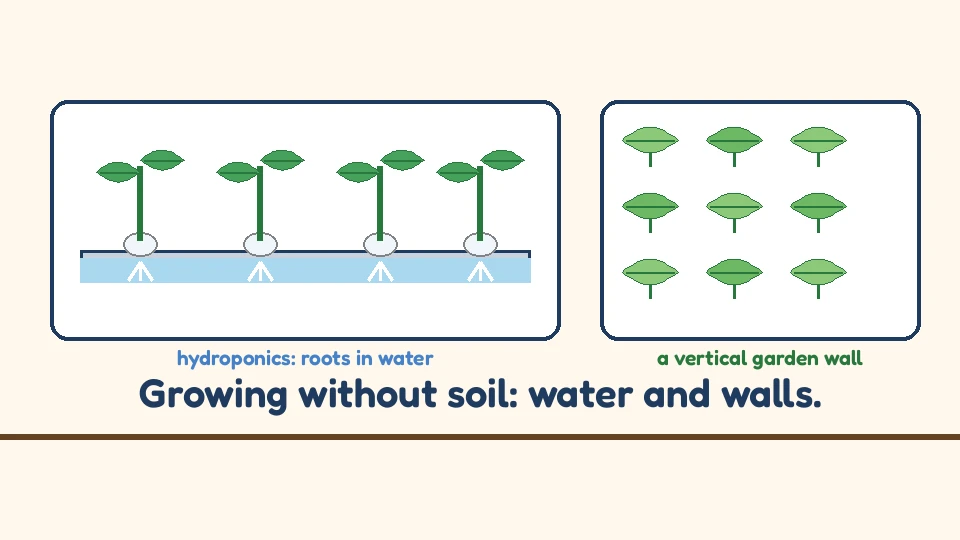 hydroponics: roots in water
a vertical garden wall
Growing without soil: water and walls.